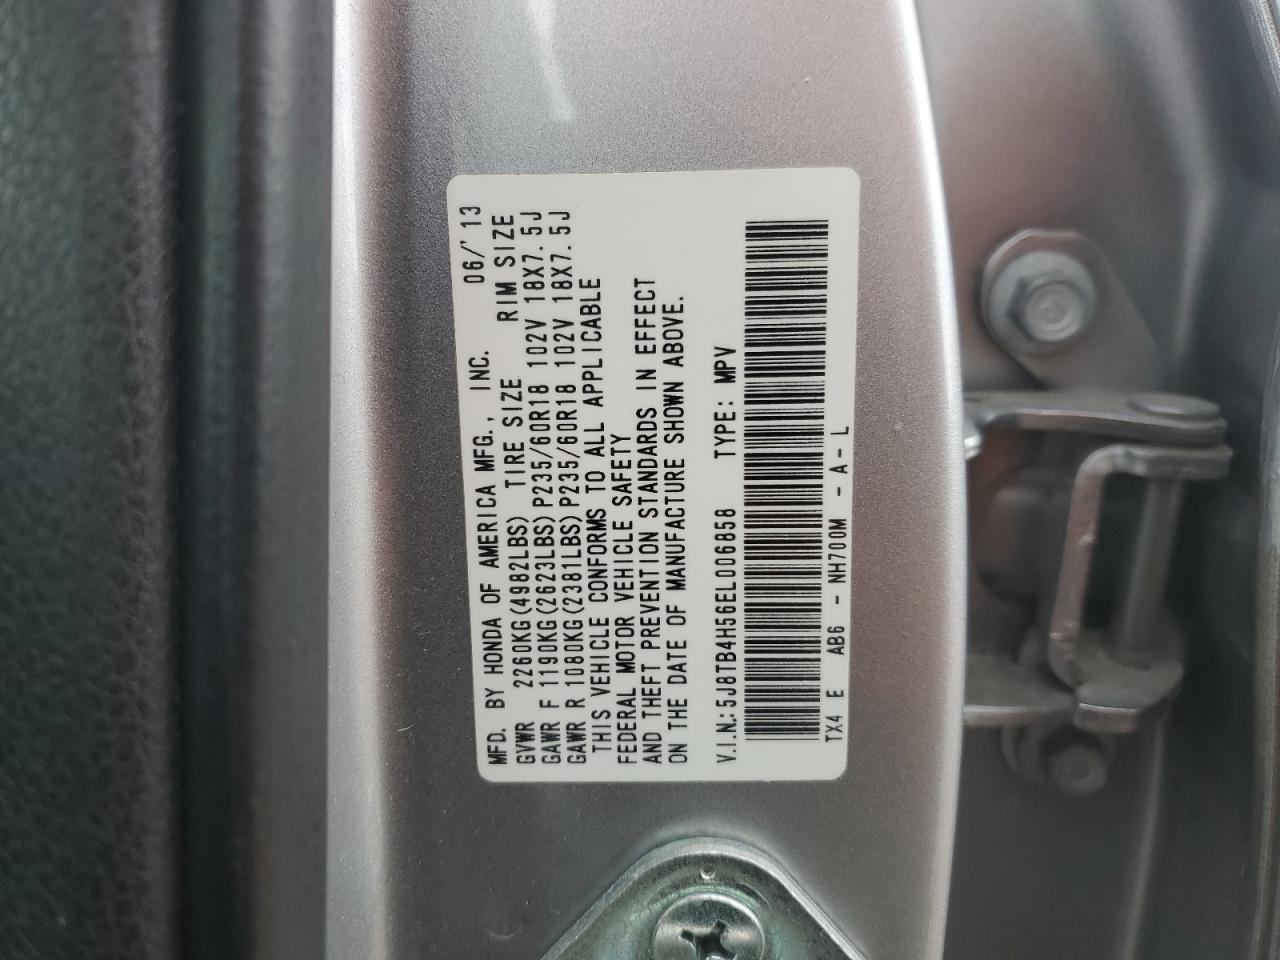 MFD. BY HONDA OF AMERICA MFG., INC. 06/'13
GVWR 2260KG(4982LBS) TIRE SIZE RIM SIZE
GAWR F 1190KG(2623LBS)P235/60R18 102V 18X7.5J
GAWR R 1080KG(2381LBS)P235/60R18 102V 18X7.5J
THIS VEHICLE CONFORMS TO ALL APPLICABLE
FEDERAL MOTOR VEHICLE SAFETY
AND THEFT PREVENTION STANDARDS IN EFFECT
ON THE DATE OF MANUFACTURE SHOWN ABOVE.
V.I.N.:5J8TB4H56EL006858 TYPE: MPV
TX4 E AB6 - NH700M - A - L